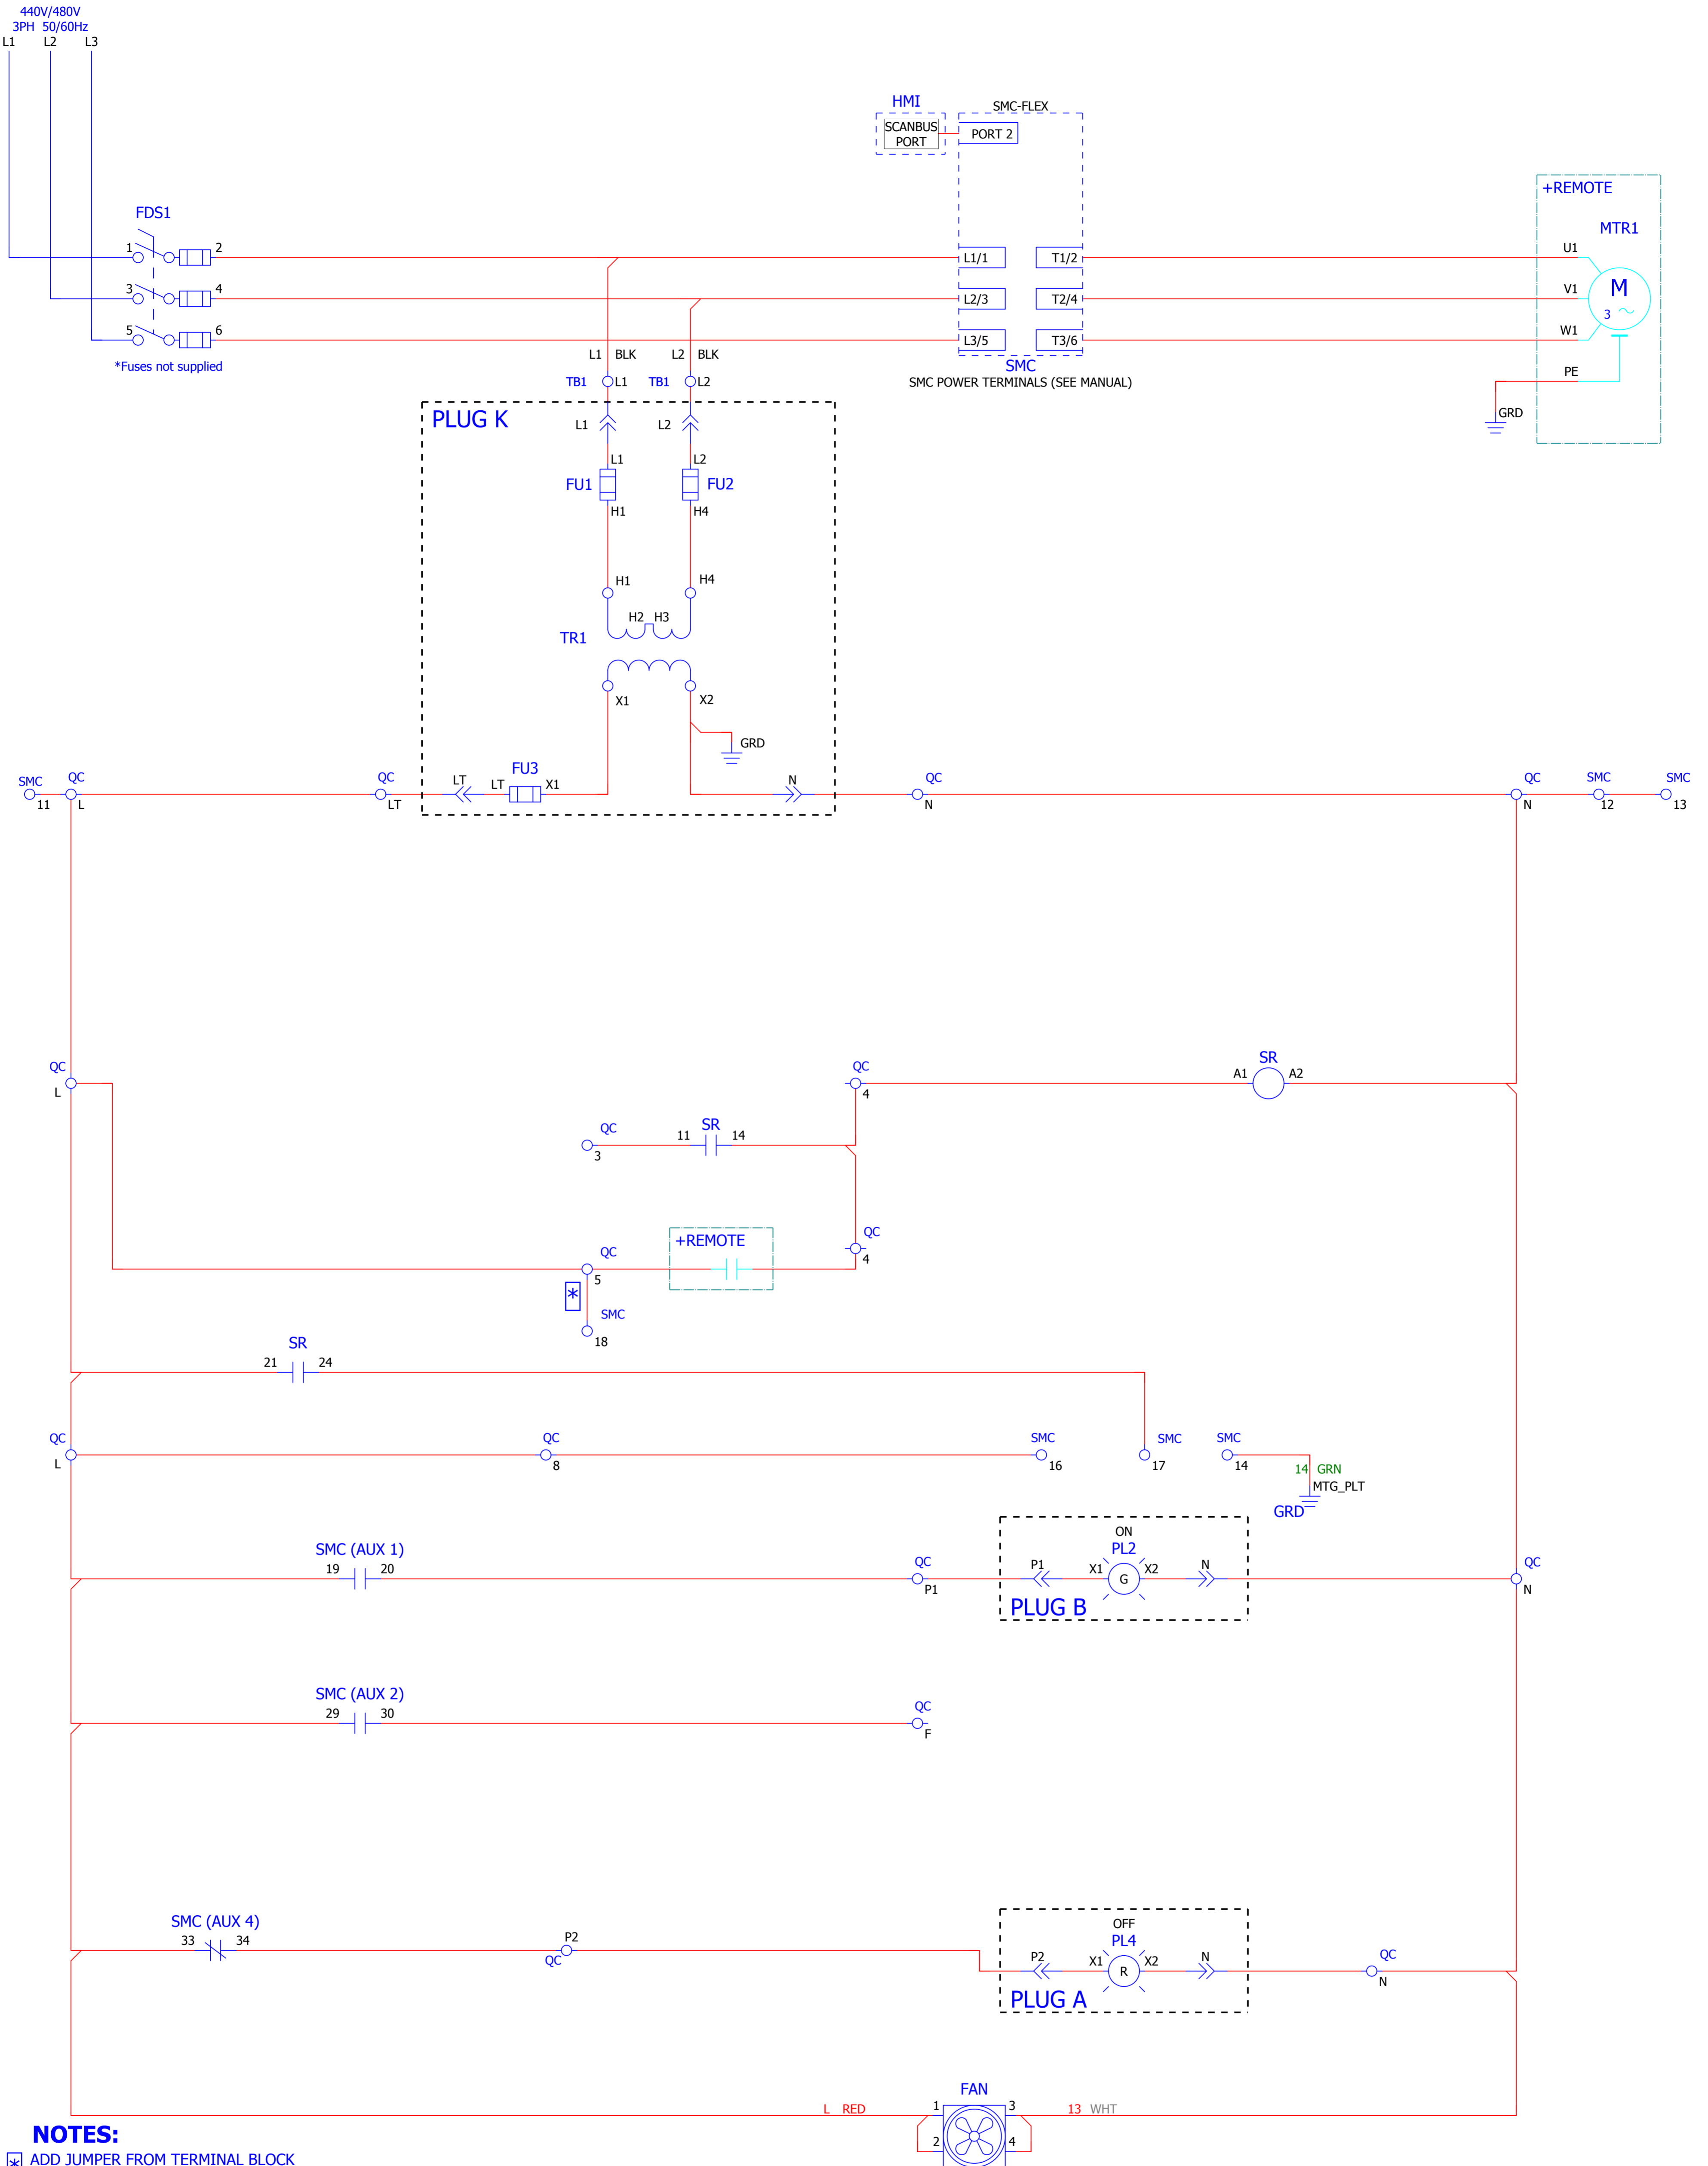 440V/480V
3PH 50/60Hz
L1 L2 L3
HMI
SCANBUS
PORT
SMC-FLEX
PORT 2
+REMOTE
MTR1
FDS1
1 2
L1/1 T1/2
U1
3 4
L2/3 T2/4
V1
M
3
5 6
L3/5 T3/6
W1
*Fuses not supplied
SMC
SMC POWER TERMINALS (SEE MANUAL)
PE
GRD
L1 BLK L2 BLK
TB1 L1 TB1 L2
PLUG K
L1 L2
L1 L2
FU1 FU2
H1 H4
H1 H4
H2 H3
TR1
X1 X2
GRD
SMC QC QC LT LT FU3 X1 N QC QC SMC SMC
11 L LT N N 12 13
QC QC SR
L 4 A1 A2
QC 11 SR 14
3
+REMOTE
QC QC
5 4
*
SMC
18
SR
21 24
QC QC SMC SMC SMC
L 8 16 17 14
14 GRN
MTG_PLT
GRD
SMC (AUX 1)
19 20
QC
P1
ON
PL2
P1 X1 G X2 N
PLUG B
QC
N
SMC (AUX 2)
29 30
QC
F
SMC (AUX 4)
33 34
P2
QC
OFF
PL4
P2 X1 R X2 N
PLUG A
QC
N
FAN
L RED 1 3 13 WHT
2 4
NOTES:
* ADD JUMPER FROM TERMINAL BLOCK